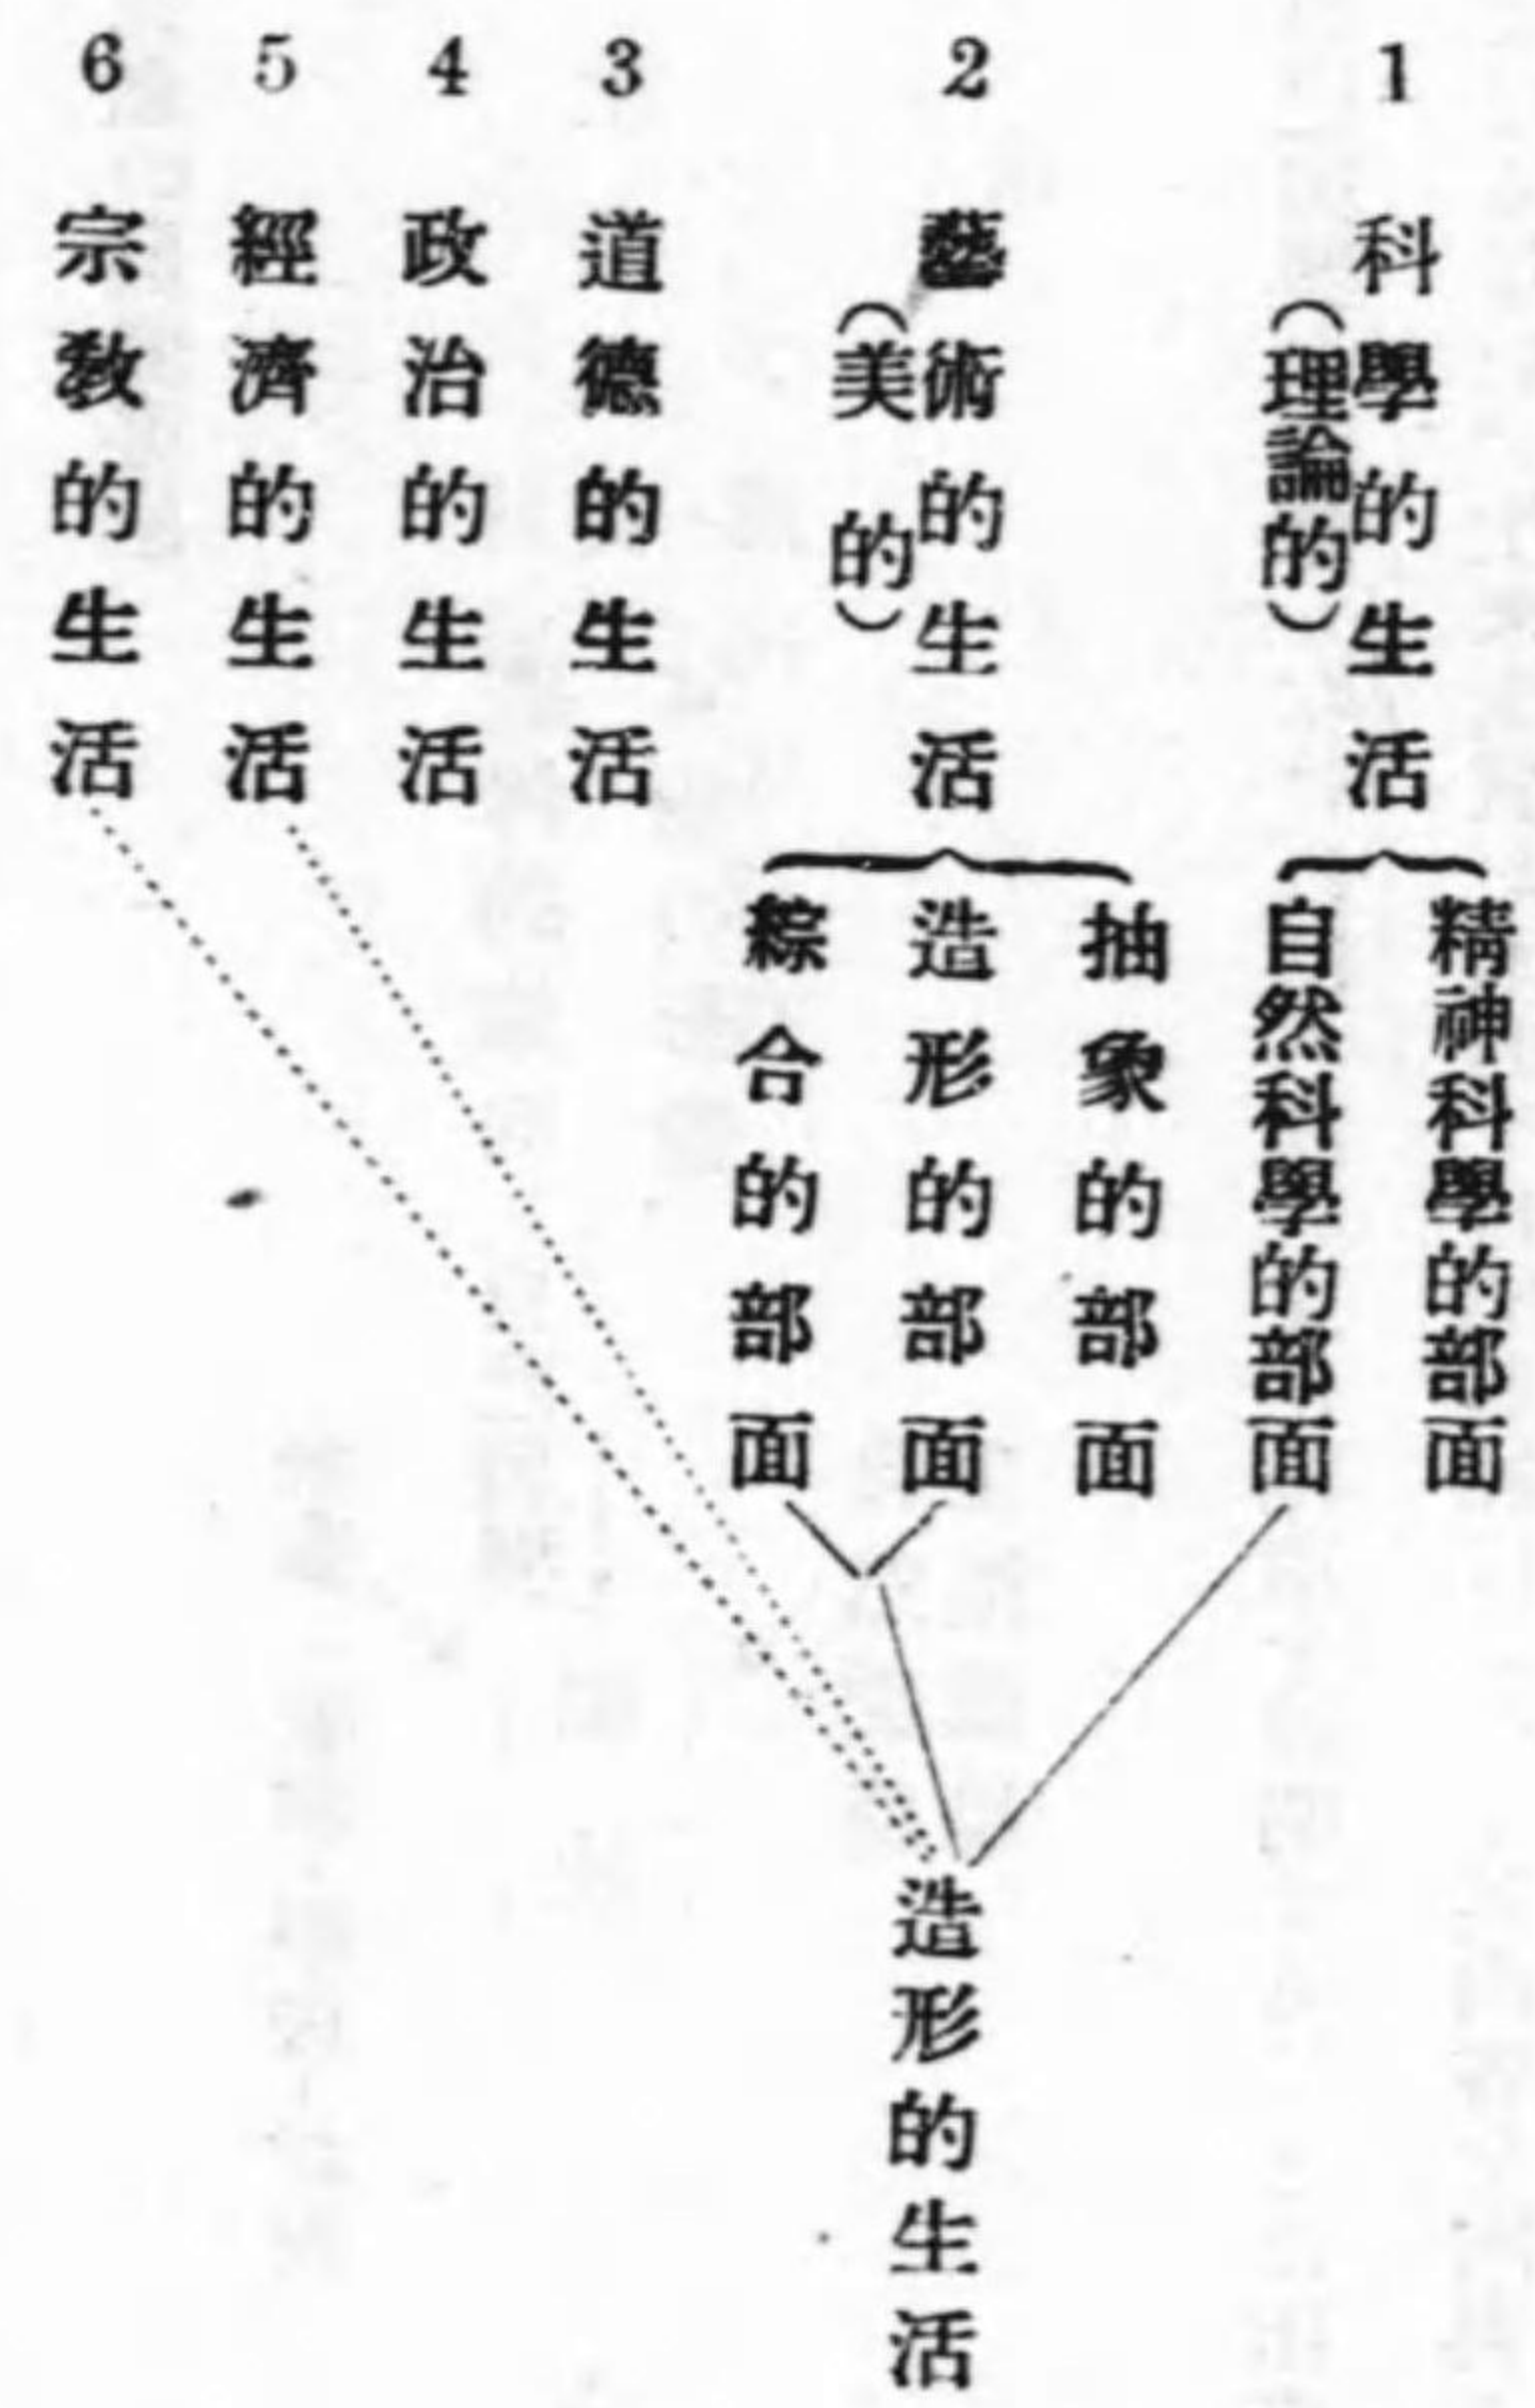 1 科學的生活
(理論的)
精神科學的部面
自然科學的部面
2 藝術的生活
(美的)
抽象的部面
造形的部面
綜合的部面
3 道德的生活
4 政治的生活
5 經濟的生活
6 宗教的生活
造形的生活